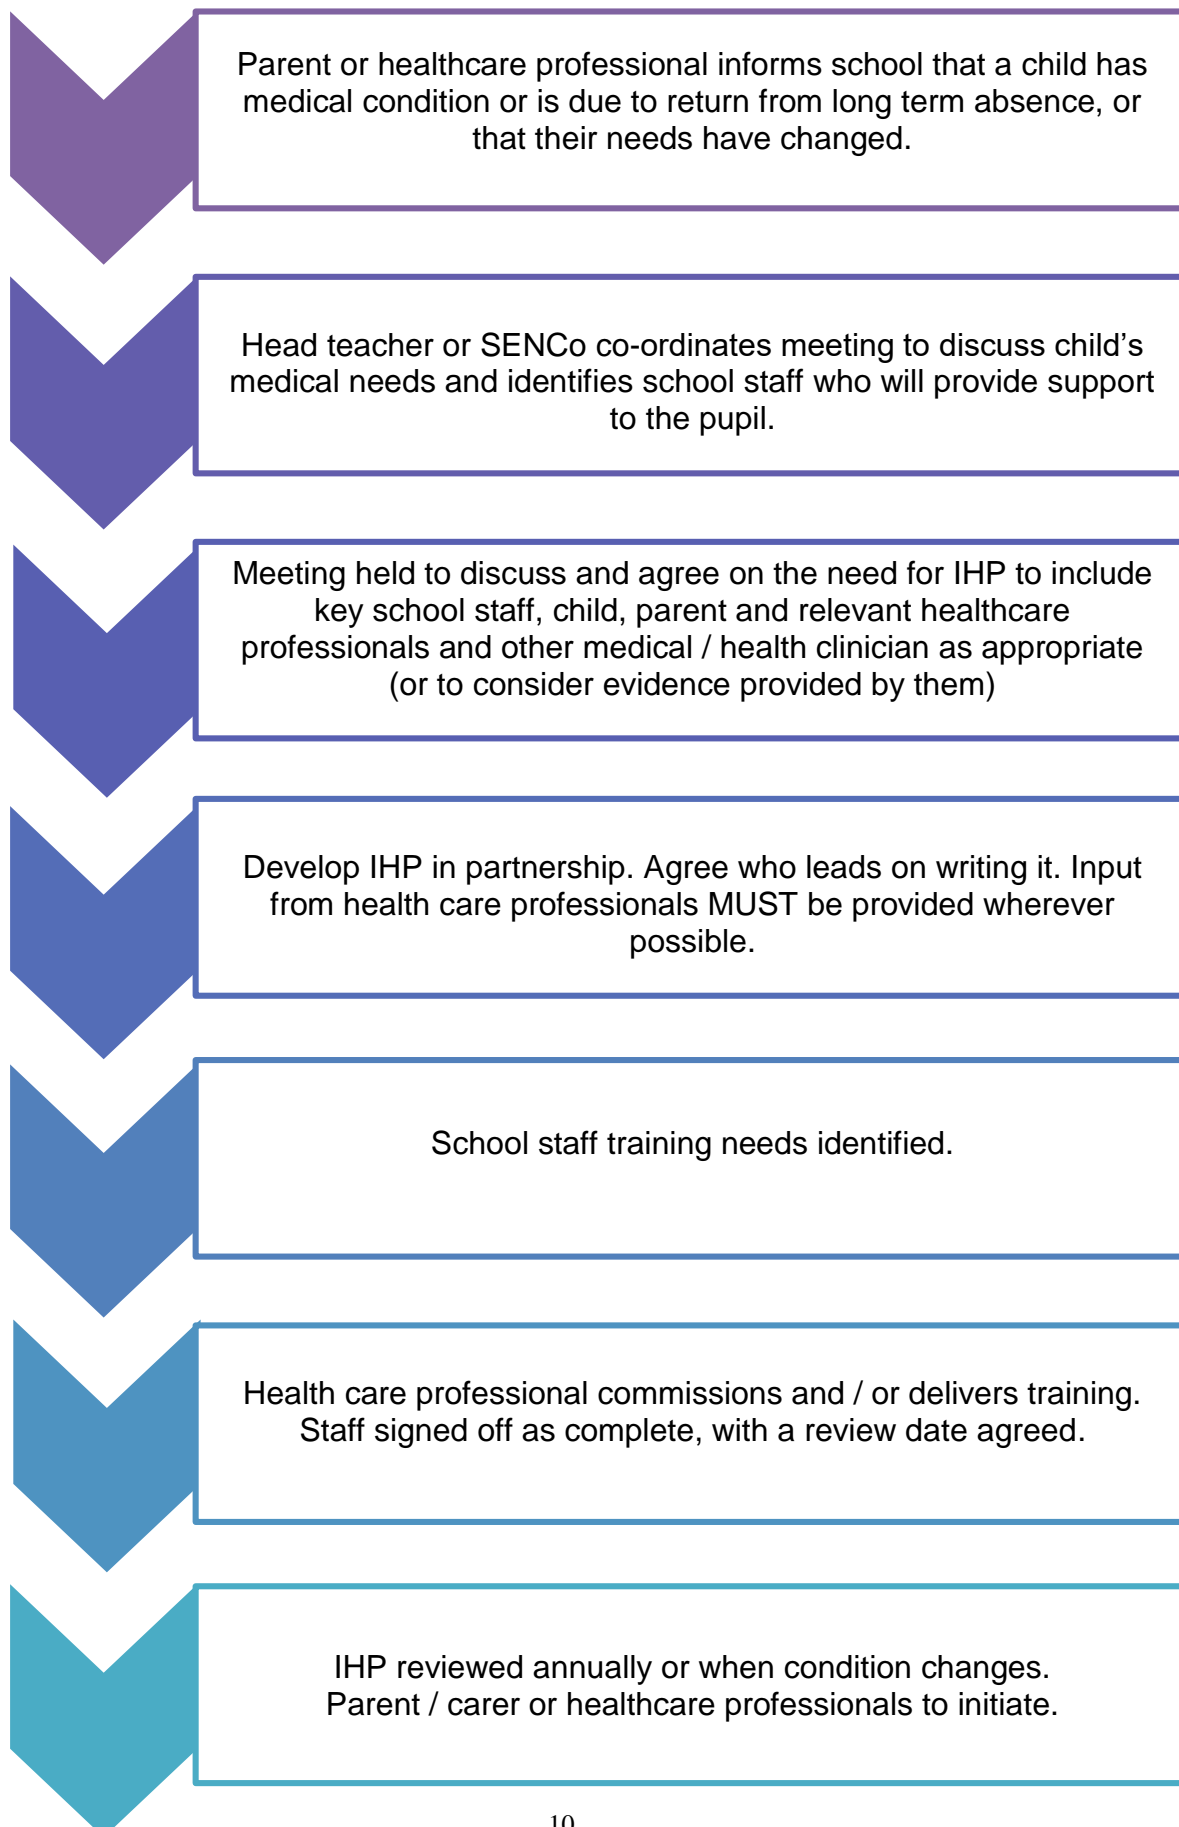 Parent or healthcare professional informs school that a child has
medical condition or is due to return from long term absence, or
that their needs have changed.
Head teacher or SENCo co-ordinates meeting to discuss child’s
medical needs and identifies school staff who will provide support
to the pupil.
Meeting held to discuss and agree on the need for IHP to include
key school staff, child, parent and relevant healthcare
professionals and other medical / health clinician as appropriate
(or to consider evidence provided by them)
Develop IHP in partnership. Agree who leads on writing it. Input
from health care professionals MUST be provided wherever
possible.
School staff training needs identified.
Health care professional commissions and / or delivers training.
Staff signed off as complete, with a review date agreed.
IHP reviewed annually or when condition changes.
Parent / carer or healthcare professionals to initiate.
10